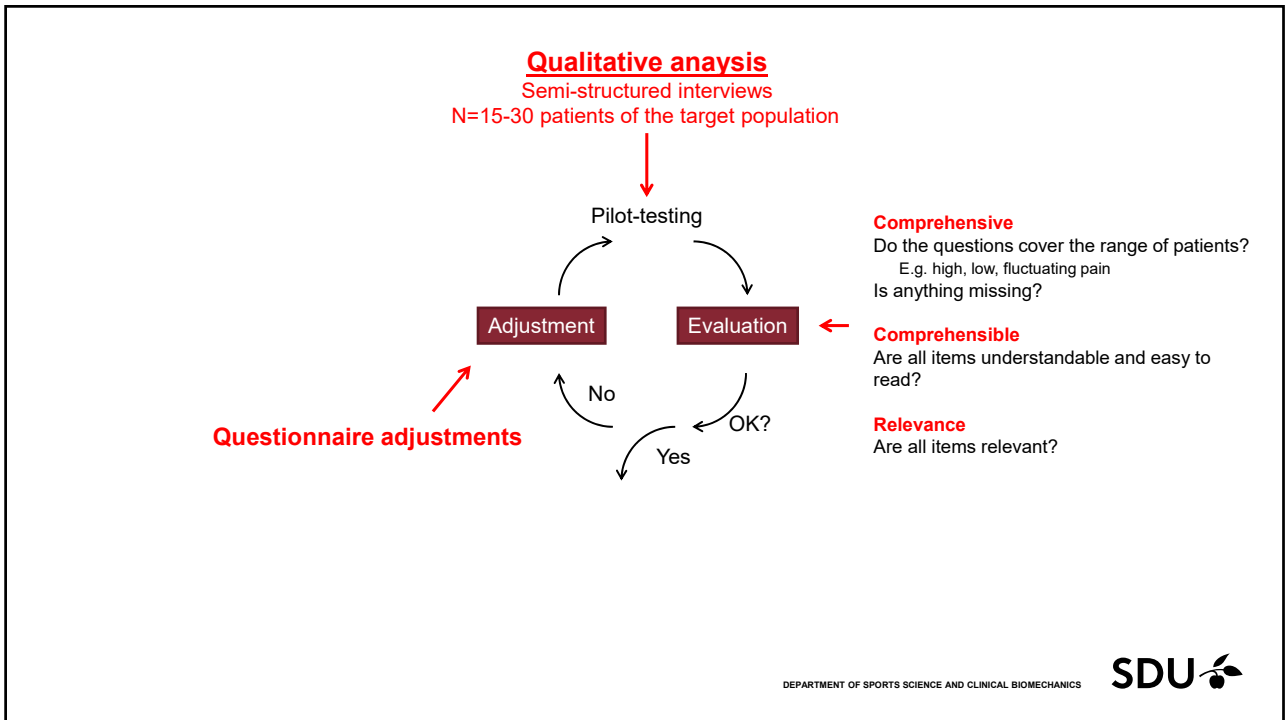 Qualitative anaysis
Semi-structured interviews
N=15-30 patients of the target population
Pilot-testing
Adjustment
Evaluation
No
OK?
Yes
Questionnaire adjustments
Comprehensive
Do the questions cover the range of patients?
E.g. high, low, fluctuating pain
Is anything missing?
Comprehensible
Are all items understandable and easy to
read?
Relevance
Are all items relevant?
DEPARTMENT OF SPORTS SCIENCE AND CLINICAL BIOMECHANICS
SDU